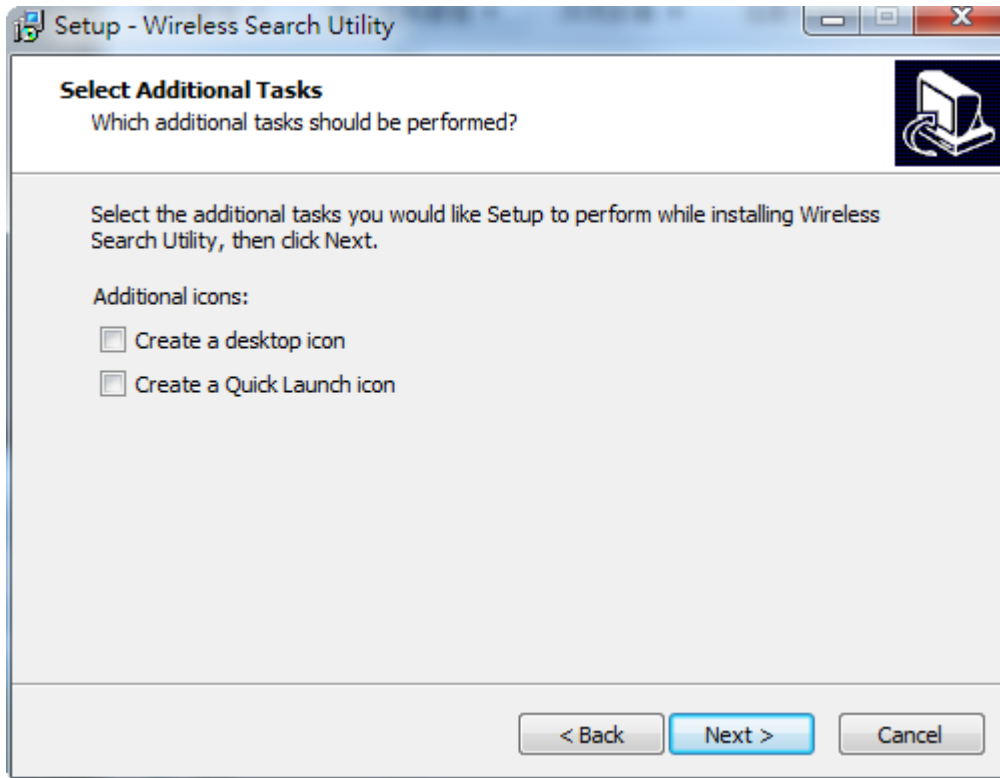 Setup - Wireless Search Utility
Select Additional Tasks
Which additional tasks should be performed?
Select the additional tasks you would like Setup to perform while installing Wireless
Search Utility, then click Next.
Additional icons:
Create a desktop icon
Create a Quick Launch icon
< Back
Next >
Cancel